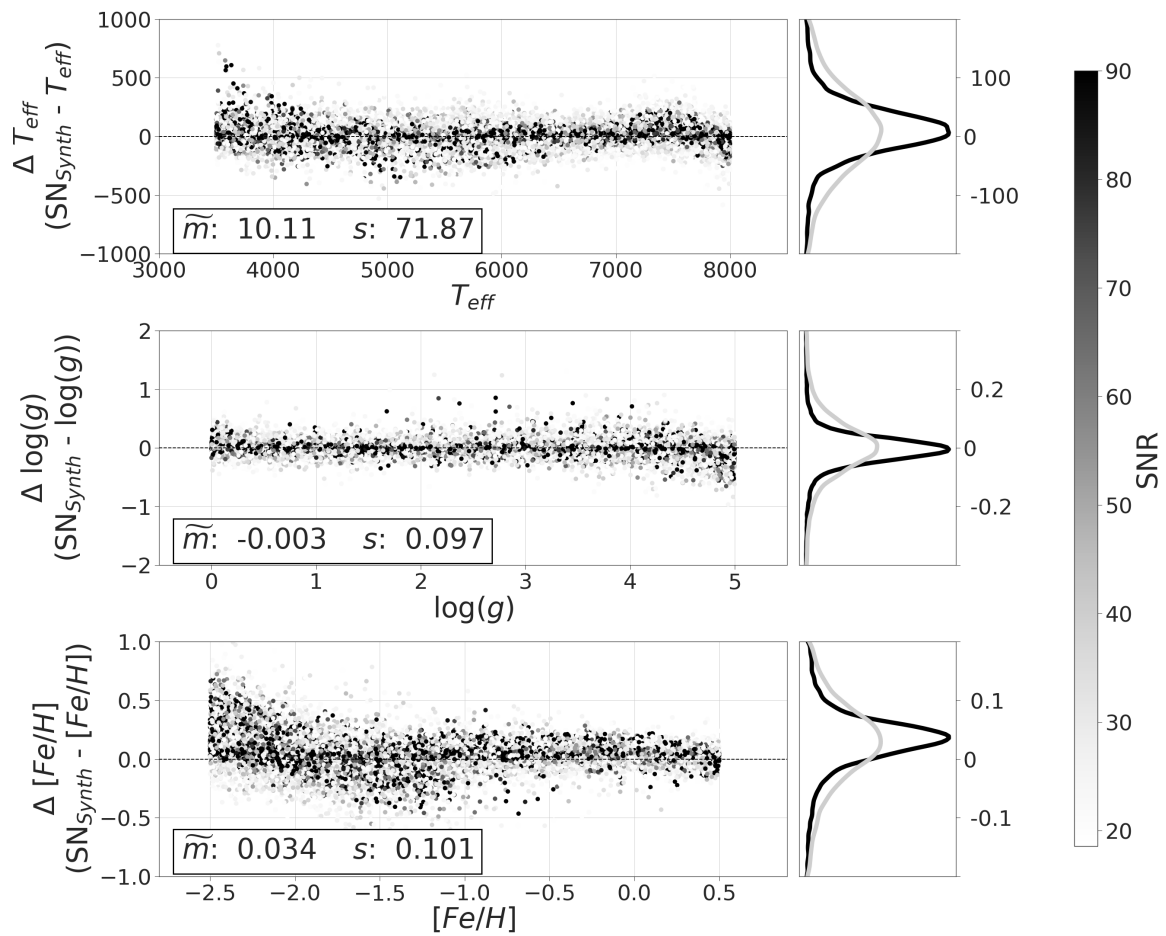 1000
500
0
−500
−1000
Δ T_eff
(SN_Synth - T_eff)
m̃: 10.11 s: 71.87
3000 4000 5000 6000 7000 8000
T_eff
100
0
-100
2
1
0
−1
−2
Δ log(g)
(SN_Synth - log(g))
m̃: -0.003 s: 0.097
0 1 2 3 4 5
log(g)
0.2
0
-0.2
1.0
0.5
0.0
−0.5
−1.0
Δ [Fe/H]
(SN_Synth - [Fe/H])
m̃: 0.034 s: 0.101
−2.5 −2.0 −1.5 −1.0 −0.5 0.0 0.5
[Fe/H]
0.1
0
-0.1
90
80
70
60
50
40
30
20
SNR